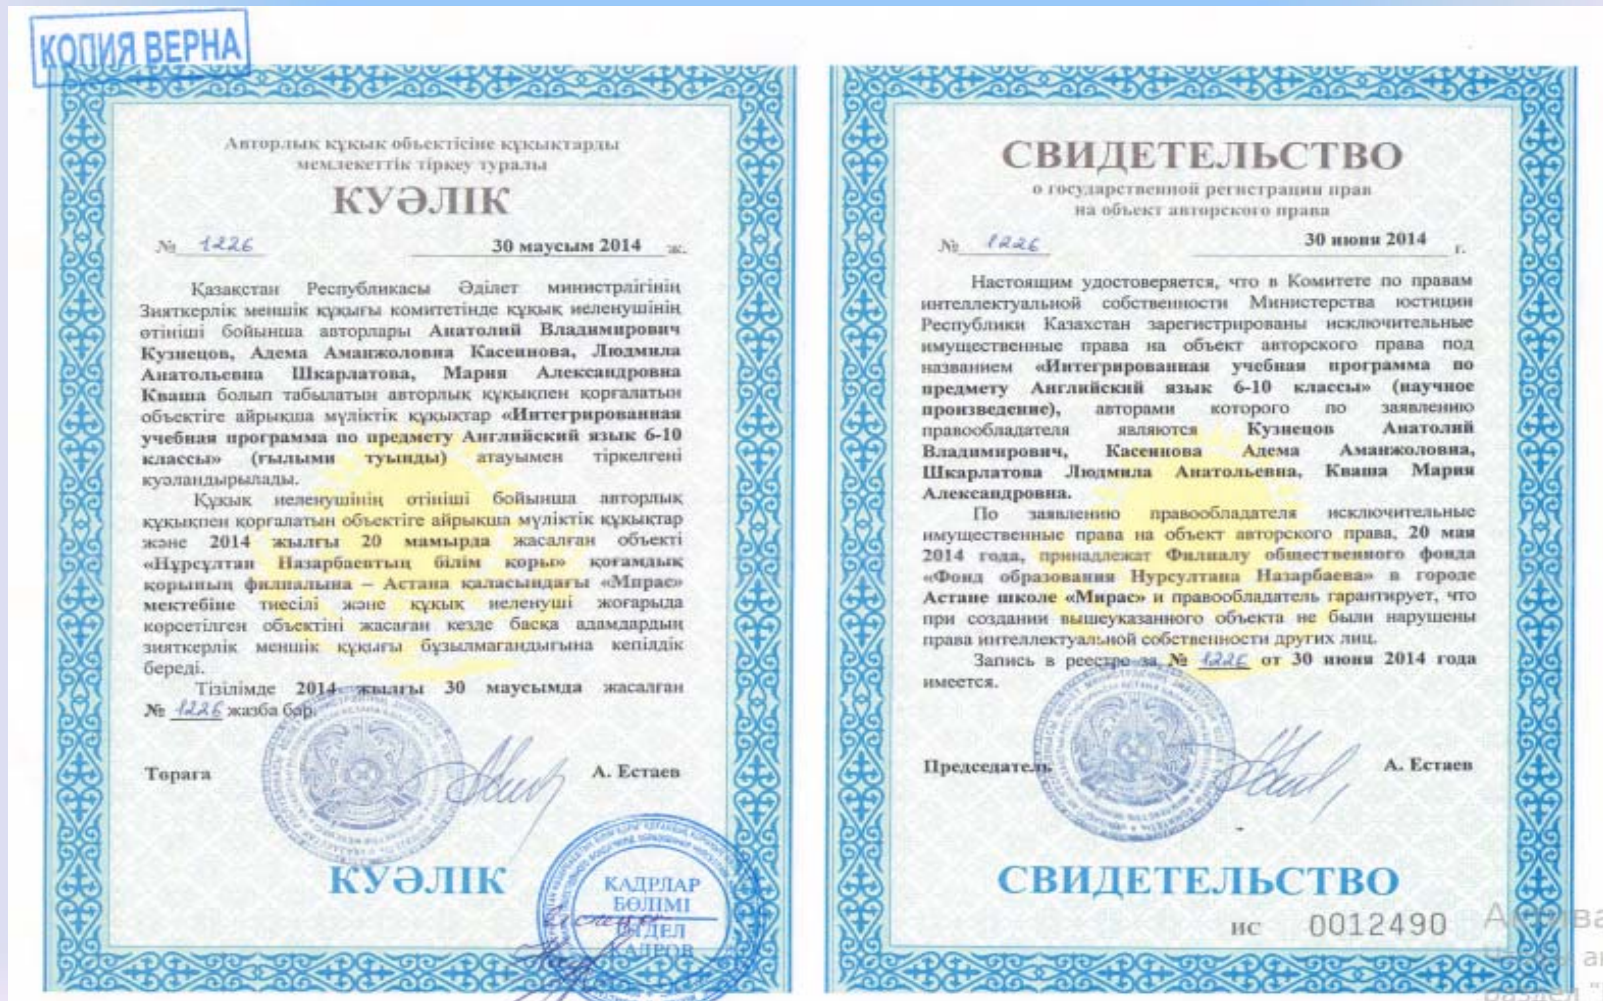 КОПИЯ ВЕРНА
Авторлық құқық объектісіне құқықтарды
мемлекеттік тіркеу туралы
КУӘЛІК
№ 1226 30 маусым 2014 ж.
Қазақстан Республикасы Әділет министрлігінің
Зияткерлік меншік құқығы комитетінде құқық иеленушінің
өтініші бойынша авторлары Анатолий Владимирович
Кузнецов, Адема Аманжоловна Касеинова, Людмила
Анатольевна Шкарлатова, Мария Александровна
Кваша болып табылатын авторлық құқықпен қорғалатын
объектіге айрықша мүліктік құқықтар «Интегрированная
учебная программа по предмету Английский язык 6-10
классы» (ғылыми туынды) атауымен тіркелгені
куәландырылады.
Құқық иеленушінің өтініші бойынша авторлық
құқықпен қорғалатын объектіге айрықша мүліктік құқықтар
және 2014 жылғы 20 мамырда жасалған объекті
«Нұрсұлтан Назарбаевтың білім қоры» қоғамдық
қорының филиалына – Астана қаласындағы «Мирас»
мектебіне тиесілі және құқық иеленуші жоғарыда
көрсетілген объектіні жасаған кезде басқа адамдардың
зияткерлік меншік құқығы бұзылмағандығына кепілдік
береді.
Тізілімде 2014 жылғы 30 маусымда жасалған
№ 1226 жазба бар.
Төраға А. Естаев
КУӘЛІК
КАДРЛАР
БӨЛІМІ
ОТДЕЛ
КАДРОВ
СВИДЕТЕЛЬСТВО
о государственной регистрации прав
на объект авторского права
№ 1226 30 июня 2014 г.
Настоящим удостоверяется, что в Комитете по правам
интеллектуальной собственности Министерства юстиции
Республики Казахстан зарегистрированы исключительные
имущественные права на объект авторского права под
названием «Интегрированная учебная программа по
предмету Английский язык 6-10 классы» (научное
произведение), авторами которого по заявлению
правообладателя являются Кузнецов Анатолий
Владимирович, Касеинова Адема Аманжоловна,
Шкарлатова Людмила Анатольевна, Кваша Мария
Александровна.
По заявлению правообладателя исключительные
имущественные права на объект авторского права, 20 мая
2014 года, принадлежат Филиалу общественного фонда
«Фонд образования Нурсултана Назарбаева» в городе
Астане школе «Мирас» и правообладатель гарантирует, что
при создании вышеуказанного объекта не были нарушены
права интеллектуальной собственности других лиц.
Запись в реестре за № 1226 от 30 июня 2014 года
имеется.
Председатель А. Естаев
СВИДЕТЕЛЬСТВО
ИС 0012490